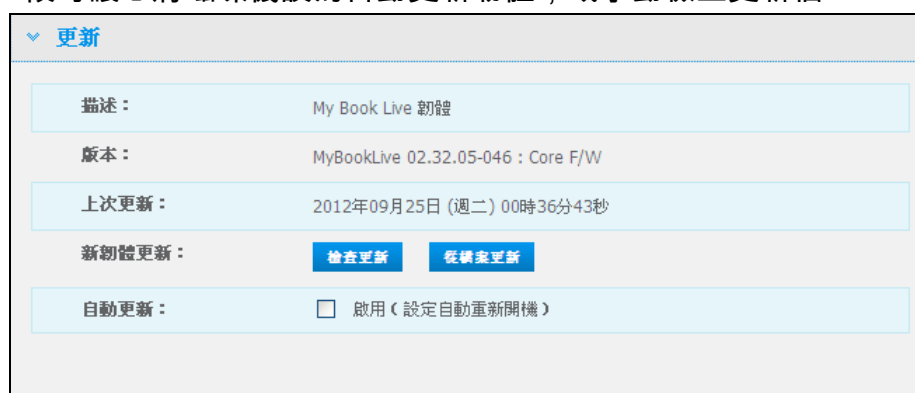 更新
描述： My Book Live 韌體
版本： MyBookLive 02.32.05-046 : Core F/W
上次更新： 2012年09月25日 (週二) 00時36分43秒
新韌體更新： 檢查更新 從檔案更新
自動更新： 啟用 ( 設定自動重新開機 )